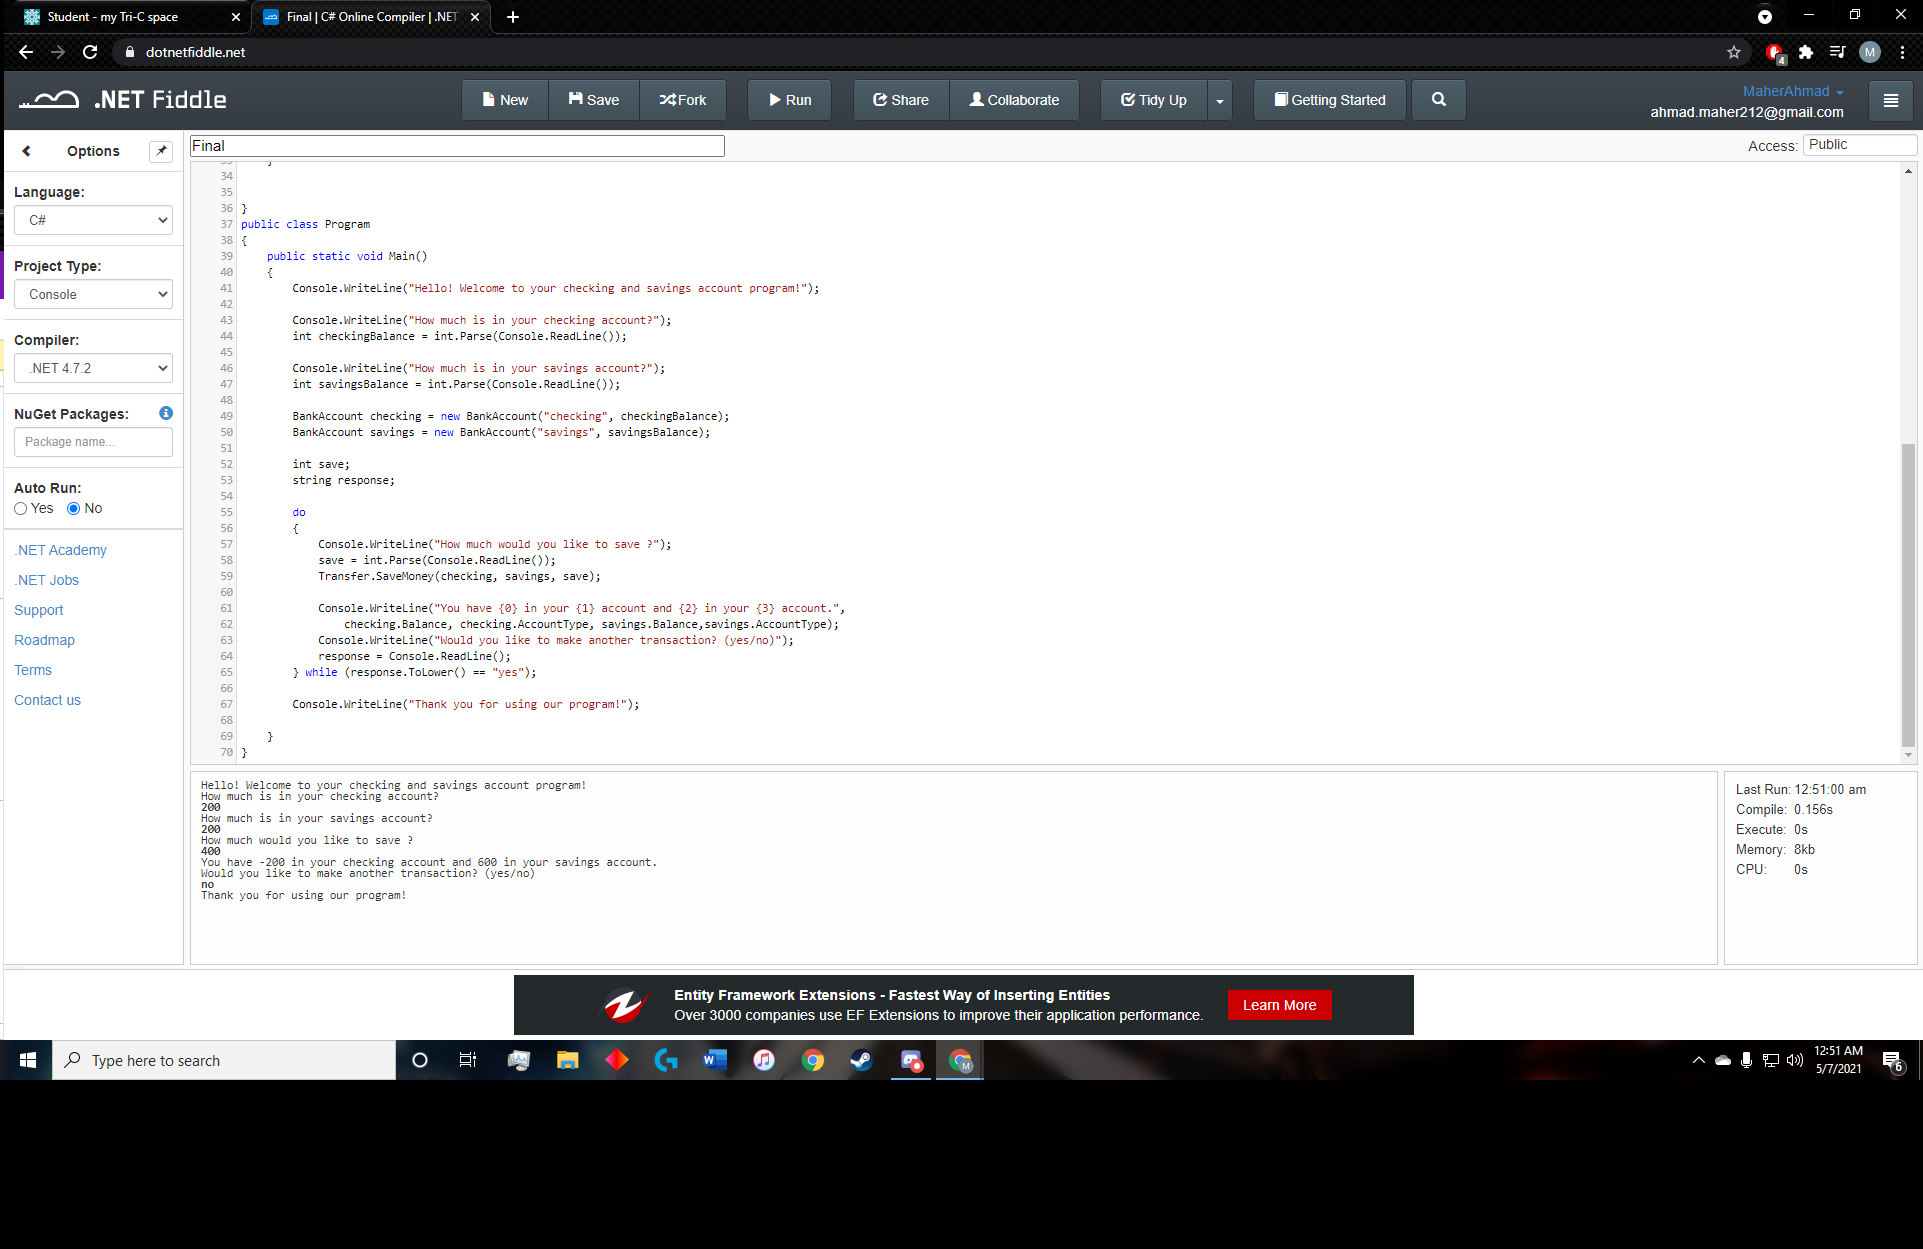 Student - my Tri-C space
Final | C# Online Compiler | .NET
dotnetfiddle.net
4
M
.NET Fiddle
New
Save
Fork
Run
Share
Collaborate
Tidy Up
Getting Started
MaherAhmad
ahmad.maher212@gmail.com
Options
Final
Access: Public
Language:
C#
Project Type:
Console
Compiler:
.NET 4.7.2
NuGet Packages:
Package name...
Auto Run:
Yes No
.NET Academy
.NET Jobs
Support
Roadmap
Terms
Contact us
33 }
34
35
36 }
37 public class Program
38 {
39 public static void Main()
40 {
41 Console.WriteLine("Hello! Welcome to your checking and savings account program!");
42
43 Console.WriteLine("How much is in your checking account?");
44 int checkingBalance = int.Parse(Console.ReadLine());
45
46 Console.WriteLine("How much is in your savings account?");
47 int savingsBalance = int.Parse(Console.ReadLine());
48
49 BankAccount checking = new BankAccount("checking", checkingBalance);
50 BankAccount savings = new BankAccount("savings", savingsBalance);
51
52 int save;
53 string response;
54
55 do
56 {
57 Console.WriteLine("How much would you like to save ?");
58 save = int.Parse(Console.ReadLine());
59 Transfer.SaveMoney(checking, savings, save);
60
61 Console.WriteLine("You have {0} in your {1} account and {2} in your {3} account.",
62 checking.Balance, checking.AccountType, savings.Balance,savings.AccountType);
63 Console.WriteLine("Would you like to make another transaction? (yes/no)");
64 response = Console.ReadLine();
65 } while (response.ToLower() == "yes");
66
67 Console.WriteLine("Thank you for using our program!");
68
69 }
70 }
Hello! Welcome to your checking and savings account program!
How much is in your checking account?
200
How much is in your savings account?
200
How much would you like to save ?
400
You have -200 in your checking account and 600 in your savings account.
Would you like to make another transaction? (yes/no)
no
Thank you for using our program!
Last Run: 12:51:00 am
Compile: 0.156s
Execute: 0s
Memory: 8kb
CPU: 0s
Entity Framework Extensions - Fastest Way of Inserting Entities
Over 3000 companies use EF Extensions to improve their application performance.
Learn More
Type here to search
12:51 AM
5/7/2021
6